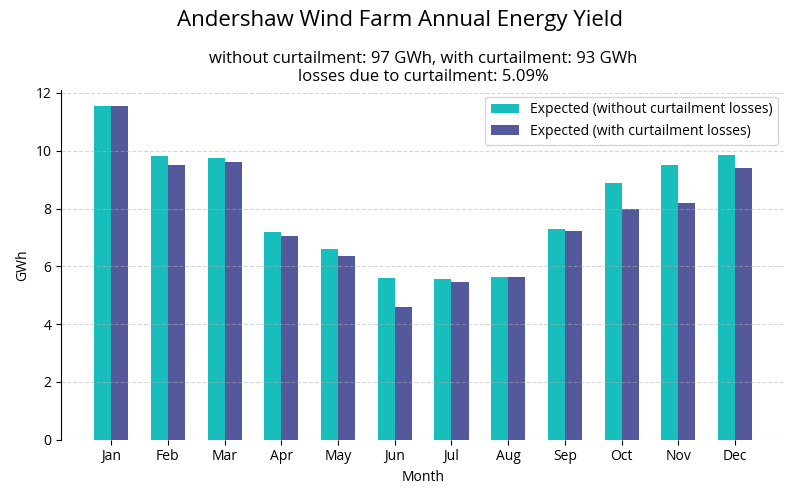 Andershaw Wind Farm Annual Energy Yield
without curtailment: 97 GWh, with curtailment: 93 GWh
losses due to curtailment: 5.09%
Expected (without curtailment losses)
Expected (with curtailment losses)
12
10
8
6
4
2
0
GWh
Jan Feb Mar Apr May Jun Jul Aug Sep Oct Nov Dec
Month